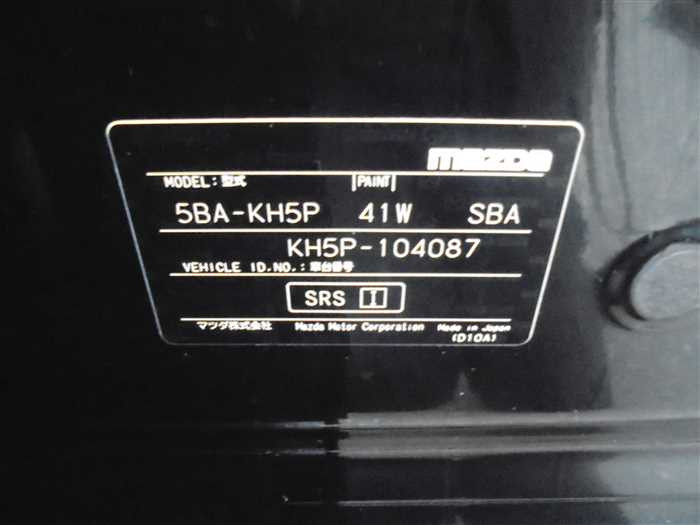 mazda
MODEL:型式 PAINT
5BA-KH5P 41W SBA
KH5P-104087
VEHICLE I.D.NO.:車台番号
SRS I
マツダ株式会社 Mazda Motor Corporation Made in Japan
(D10A)